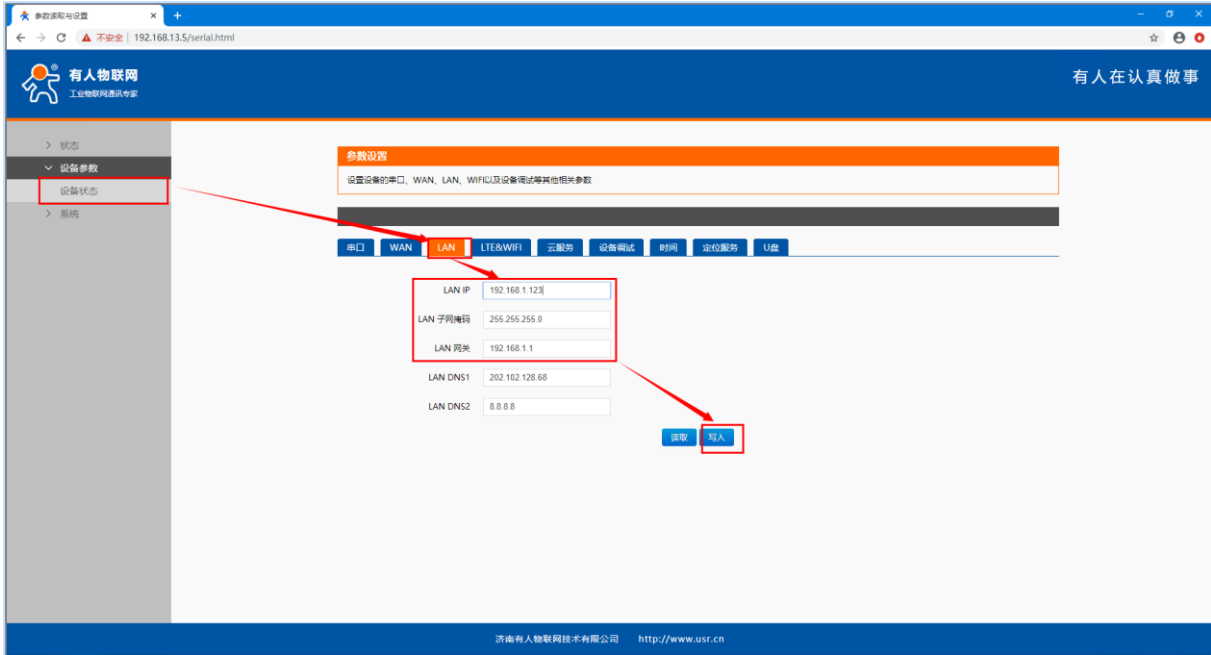 参数读取与设置
不安全 | 192.168.13.5/serial.html
有人物联网
工业物联网通讯专家
有人在认真做事
状态
设备参数
设备状态
系统
参数设置
设置设备的串口、WAN、LAN、WIFI以及设备调试等其他相关参数
串口 WAN LAN LTE&WIFI 云服务 设备调试 时间 定位服务 U盘
LAN IP 192.168.1.123
LAN 子网掩码 255.255.255.0
LAN 网关 192.168.1.1
LAN DNS1 202.102.128.68
LAN DNS2 8.8.8.8
读取 写入
济南有人物联网技术有限公司 http://www.usr.cn